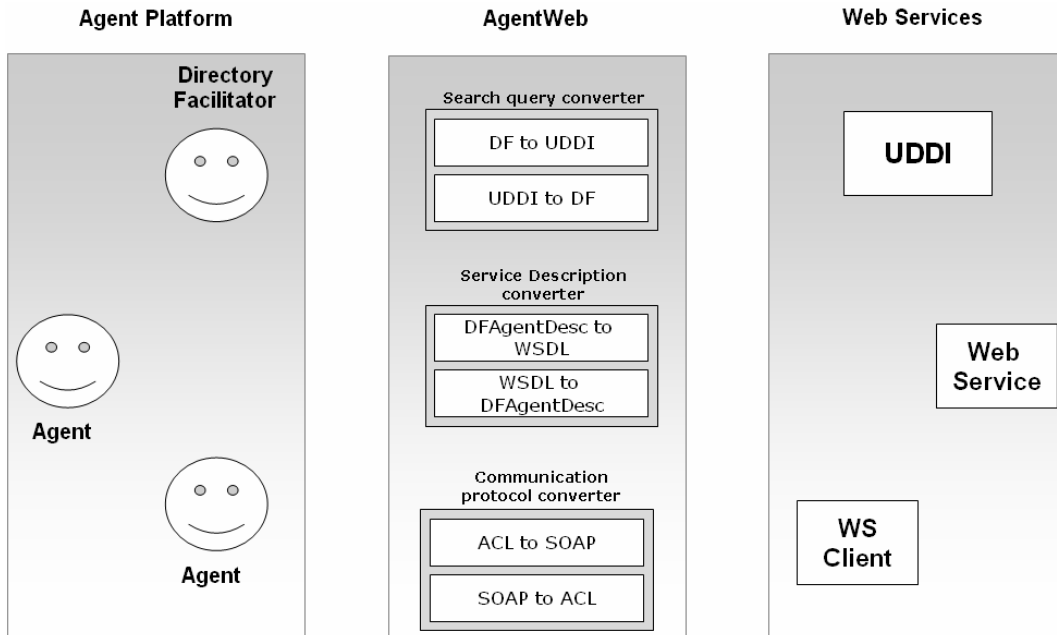 Agent Platform
AgentWeb
Web Services
Directory
Facilitator
Agent
Agent
Search query converter
DF to UDDI
UDDI to DF
Service Description
converter
DFAgentDesc to
WSDL
WSDL to
DFAgentDesc
Communication
protocol converter
ACL to SOAP
SOAP to ACL
UDDI
Web
Service
WS
Client